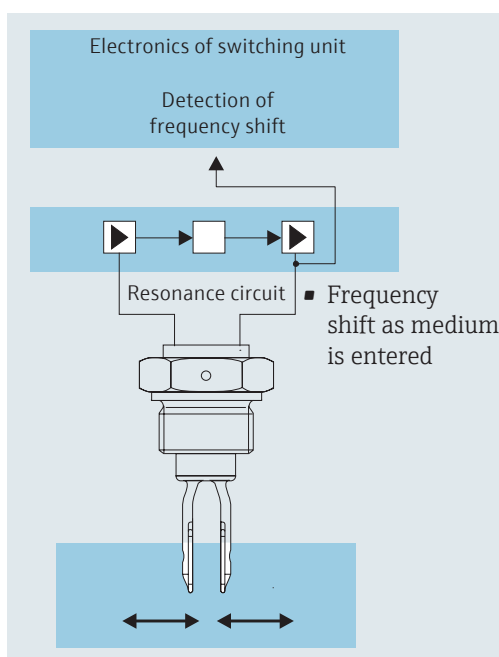 Electronics of switching unit
Detection of
frequency shift
Resonance circuit
▪ Frequency
shift as medium
is entered